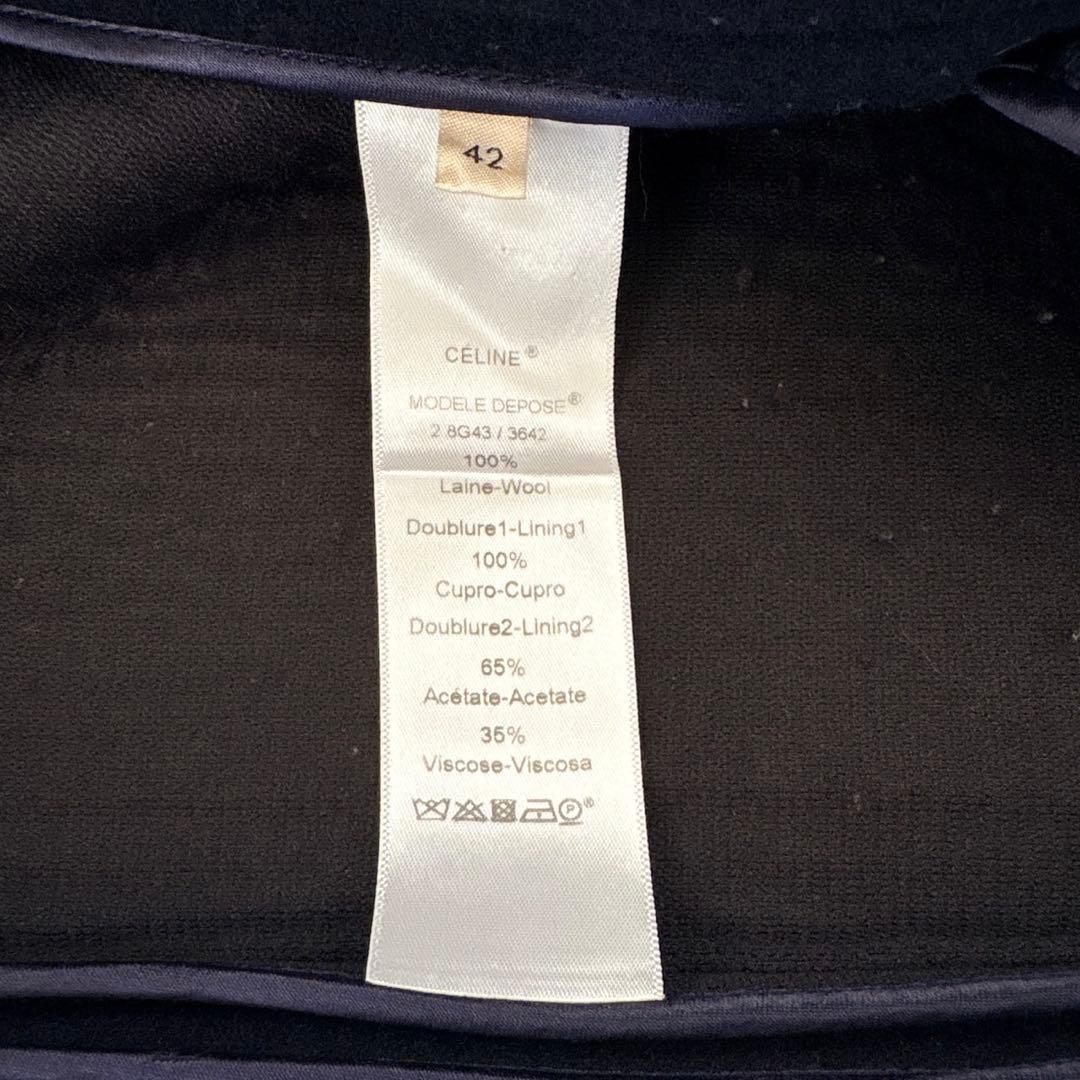 42
CÉLINE®
MODELE DEPOSE®
2 8G43 / 3642
100%
Laine-Wool
Doublure1-Lining1
100%
Cupro-Cupro
Doublure2-Lining2
65%
Acétate-Acetate
35%
Viscose-Viscosa
P®